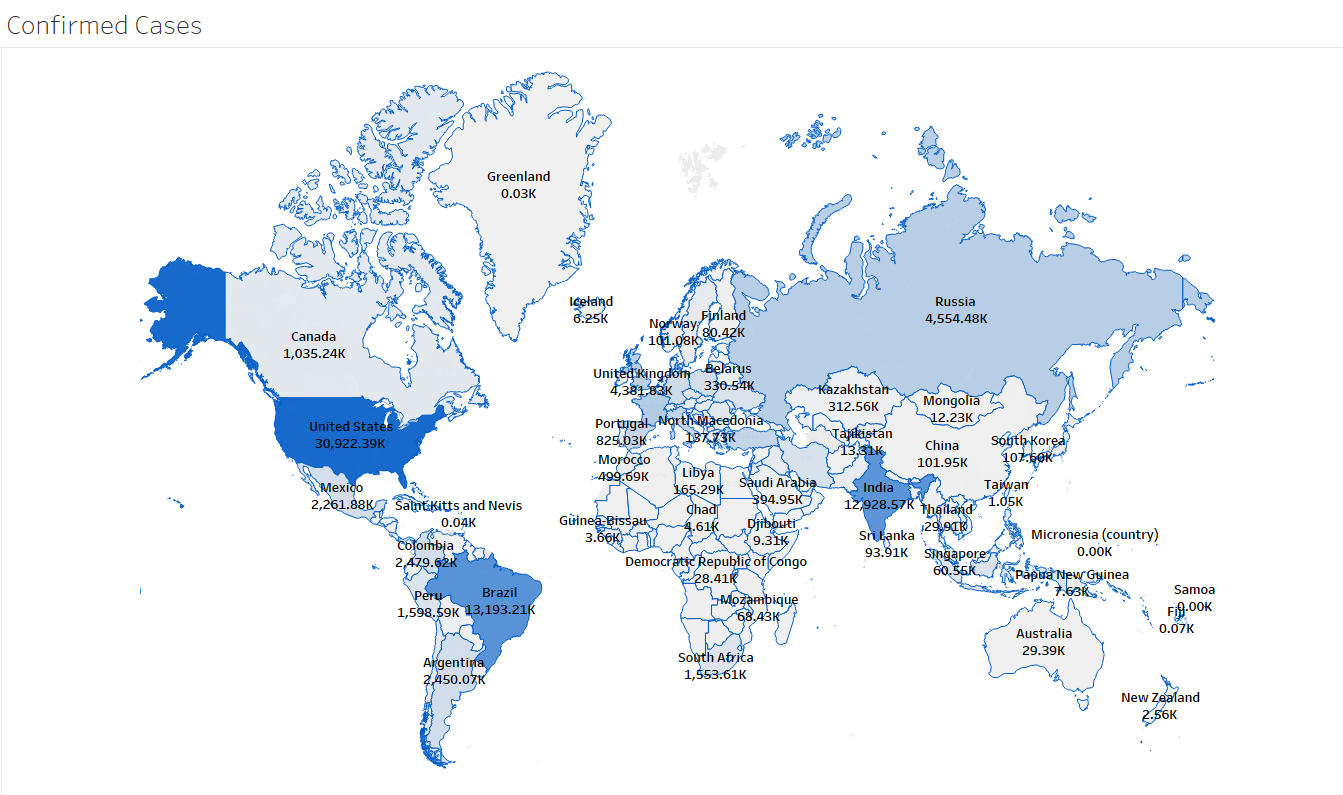 Confirmed Cases
Greenland
0.03K
Iceland
6.25K
Russia
4,554.48K
Finland
80.42K
Norway
101.08K
Canada
1,035.24K
United Kingdom
4,381.83K
Belarus
330.54K
Kazakhstan
312.56K
Mongolia
12.23K
United States
30,922.39K
Portugal
825.03K
North Macedonia
137.73K
Tajikistan
13.31K
China
101.95K
South Korea
107.60K
Morocco
499.69K
Libya
165.29K
Saudi Arabia
394.95K
Mexico
2,261.88K
India
12,928.57K
Taiwan
1.05K
Saint Kitts and Nevis
0.04K
Guinea-Bissau
3.66K
Chad
4.61K
Djibouti
9.31K
Thailand
29.91K
Sri Lanka
93.91K
Micronesia (country)
0.00K
Colombia
2,479.62K
Democratic Republic of Congo
28.41K
Singapore
60.55K
Papua New Guinea
7.63K
Peru
1,598.59K
Brazil
13,193.21K
Mozambique
68.43K
Samoa
0.00K
Fiji
0.07K
Argentina
2,450.07K
South Africa
1,553.61K
Australia
29.39K
New Zealand
2.56K